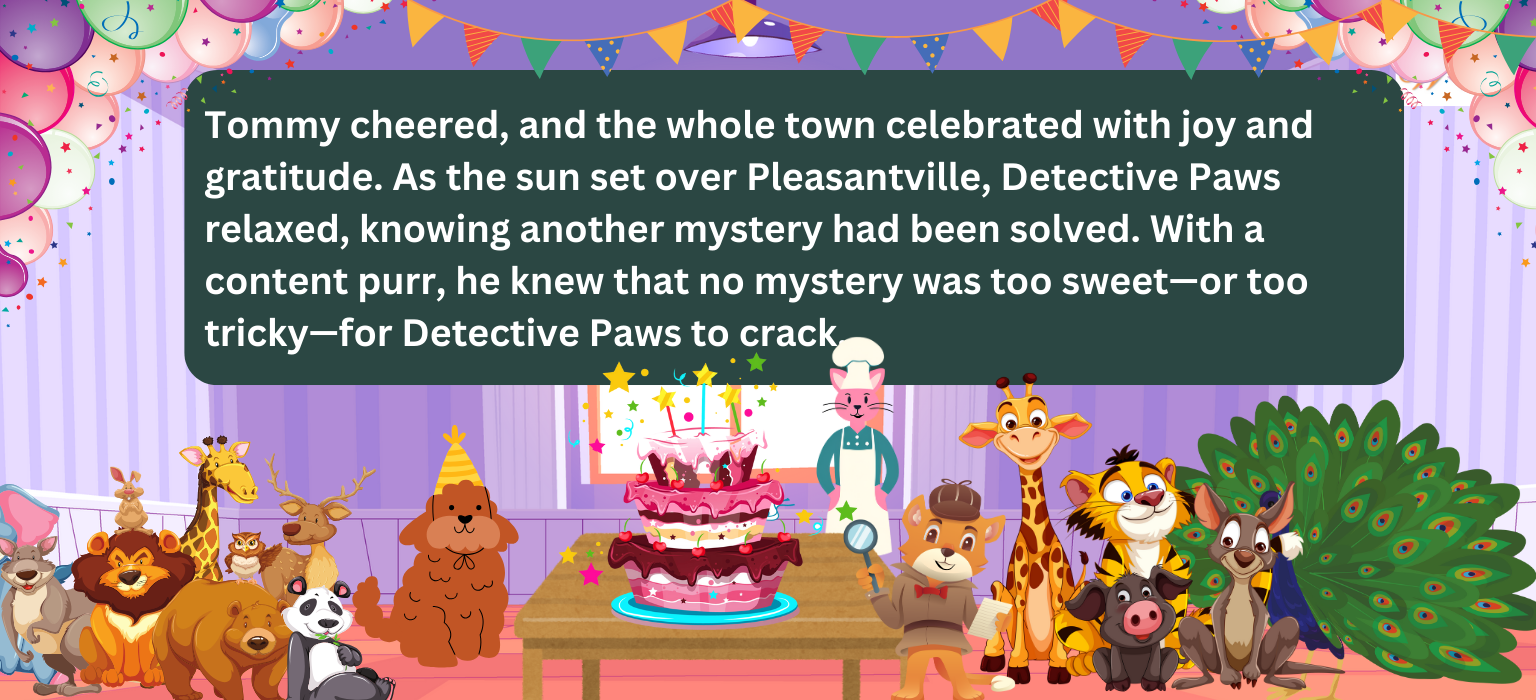 Tommy cheered, and the whole town celebrated with joy and
gratitude. As the sun set over Pleasantville, Detective Paws
relaxed, knowing another mystery had been solved. With a
content purr, he knew that no mystery was too sweet—or too
tricky—for Detective Paws to crack.